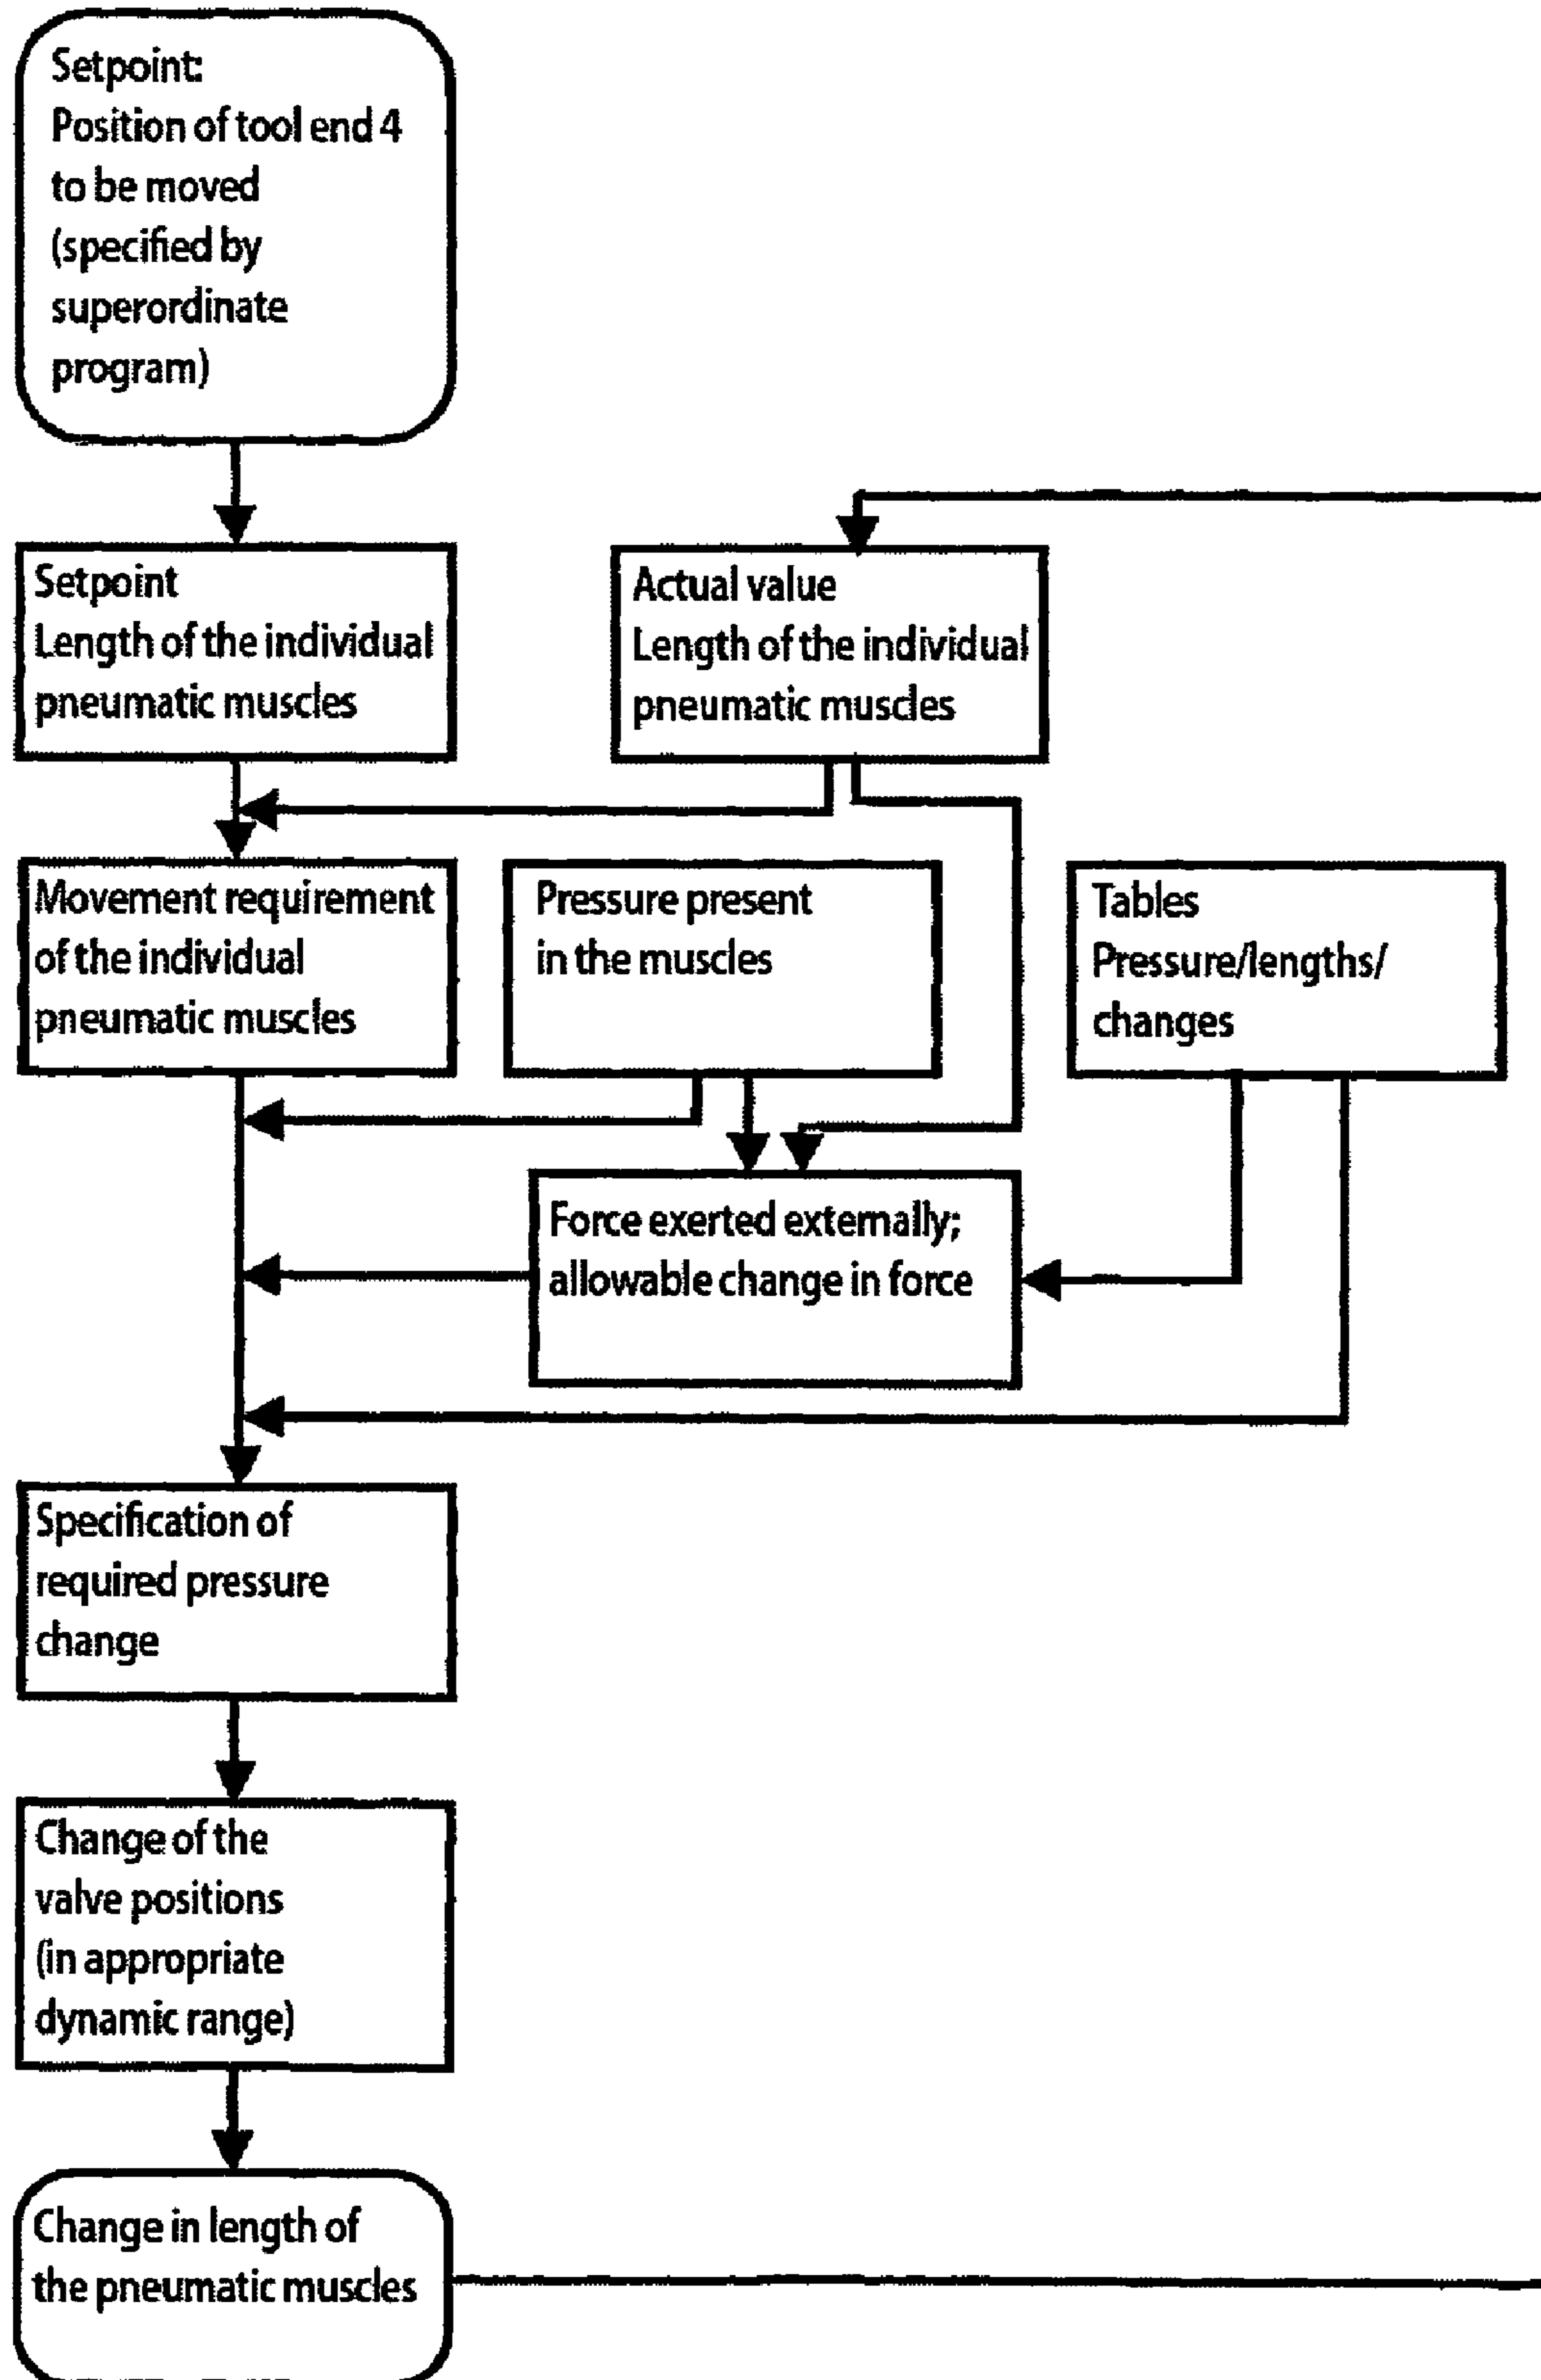 Setpoint:
Position of tool end 4
to be moved
(specified by
superordinate
program)
Setpoint
Length of the individual
pneumatic muscles
Actual value
Length of the individual
pneumatic muscles
Movement requirement
of the individual
pneumatic muscles
Pressure present
in the muscles
Tables
Pressure/lengths/
changes
Force exerted externally;
allowable change in force
Specification of
required pressure
change
Change of the
valve positions
(in appropriate
dynamic range)
Change in length of
the pneumatic muscles